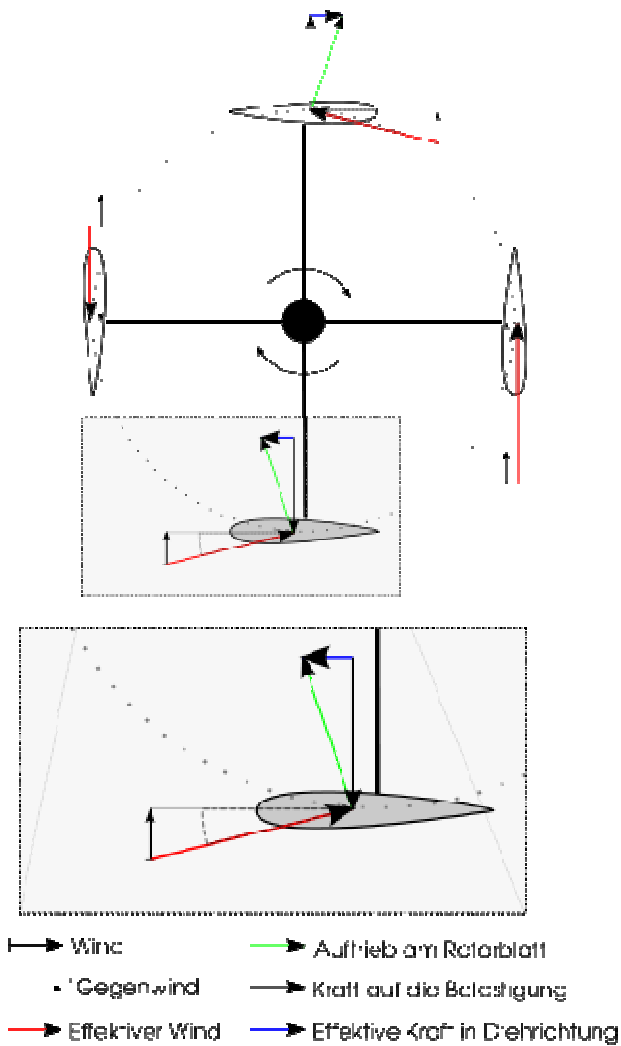 Wind
Auftrieb am Rotorblatt
Gegenwind
Kraft auf die Befestigung
Effektiver Wind
Effektive Kraft in Drehrichtung